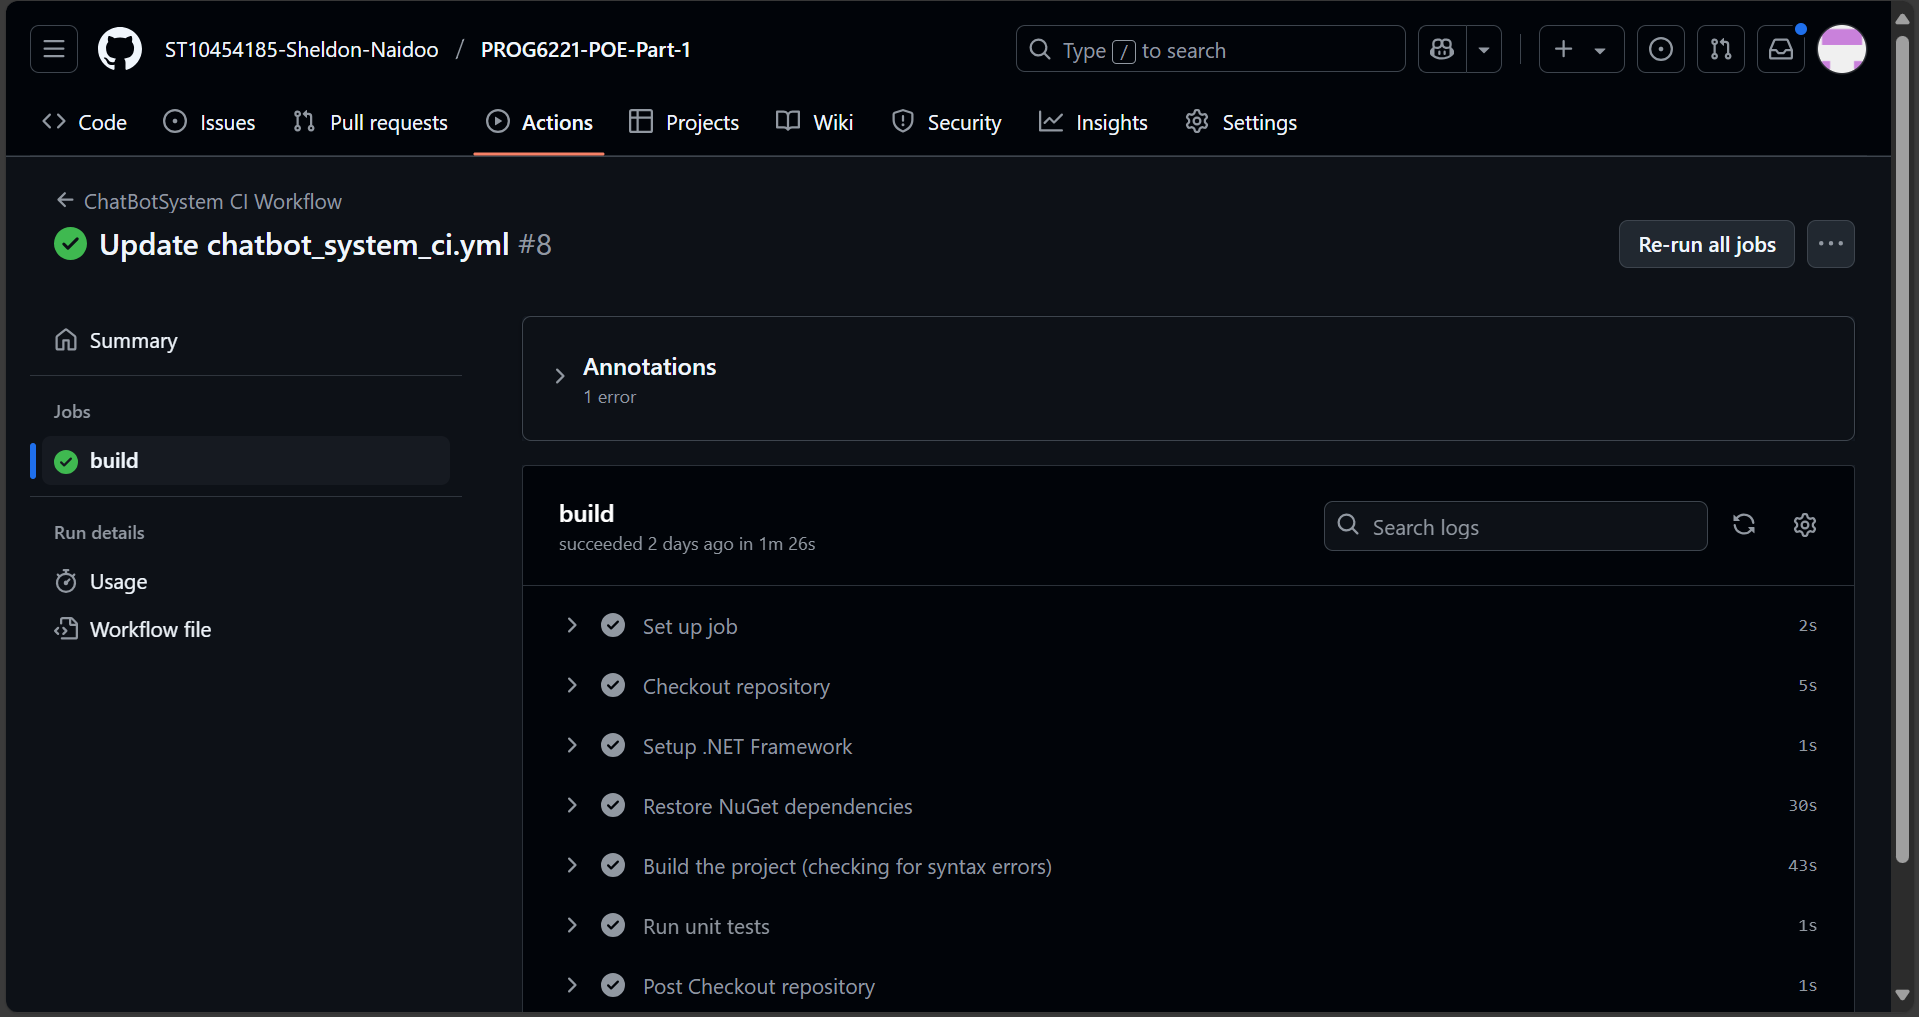 ST10454185-Sheldon-Naidoo / PROG6221-POE-Part-1
Type / to search
Code
Issues
Pull requests
Actions
Projects
Wiki
Security
Insights
Settings
ChatBotSystem CI Workflow
Update chatbot_system_ci.yml #8
Re-run all jobs
Summary
Jobs
build
Run details
Usage
Workflow file
Annotations
1 error
build
succeeded 2 days ago in 1m 26s
Search logs
Set up job 2s
Checkout repository 5s
Setup .NET Framework 1s
Restore NuGet dependencies 30s
Build the project (checking for syntax errors) 43s
Run unit tests 1s
Post Checkout repository 1s